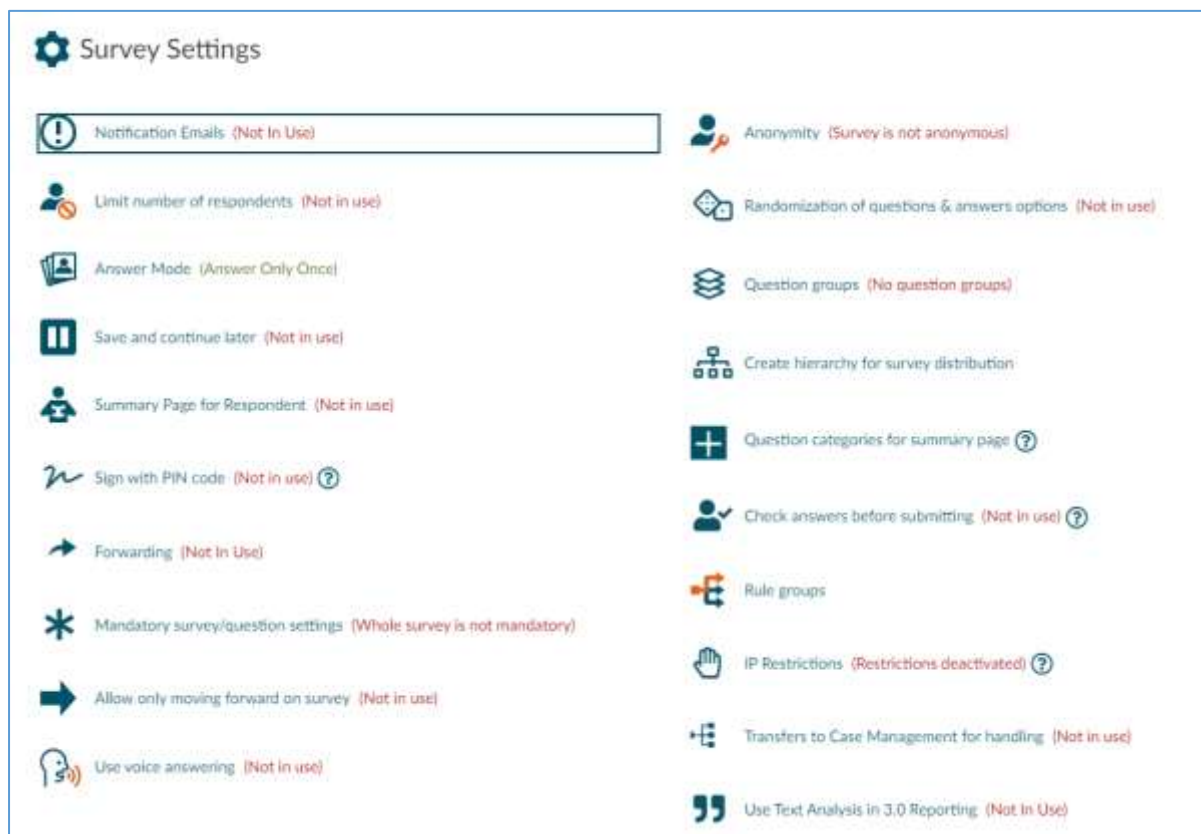 Survey Settings
Notification Emails (Not In Use)
Limit number of respondents (Not in use)
Answer Mode (Answer Only Once)
Save and continue later (Not in use)
Summary Page for Respondent (Not in use)
Sign with PIN code (Not in use) ?
Forwarding (Not In Use)
Mandatory survey/question settings (Whole survey is not mandatory)
Allow only moving forward on survey (Not in use)
Use voice answering (Not in use)
Anonymity (Survey is not anonymous)
Randomization of questions & answers options (Not in use)
Question groups (No question groups)
Create hierarchy for survey distribution
Question categories for summary page ?
Check answers before submitting (Not in use) ?
Rule groups
IP Restrictions (Restrictions deactivated) ?
Transfers to Case Management for handling (Not in use)
Use Text Analysis in 3.0 Reporting (Not In Use)